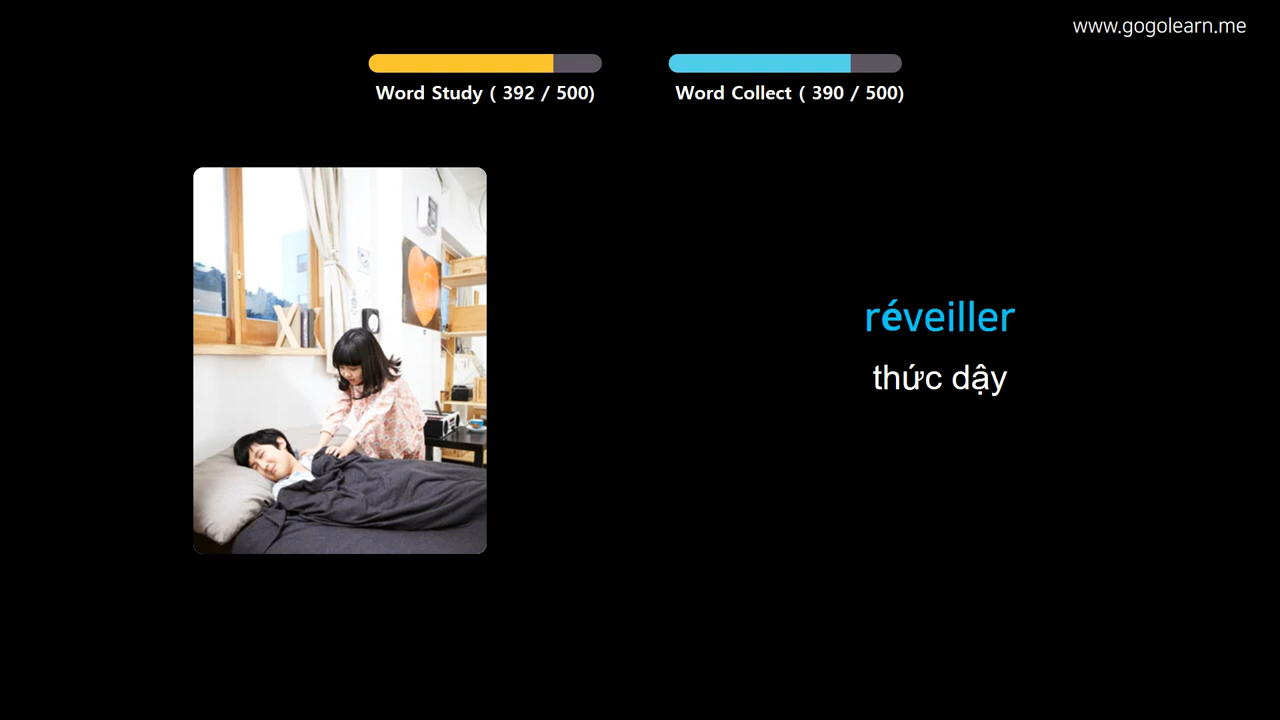 www.gogolearn.me
Word Study ( 392 / 500)
Word Collect ( 390 / 500)
réveiller
thức dậy